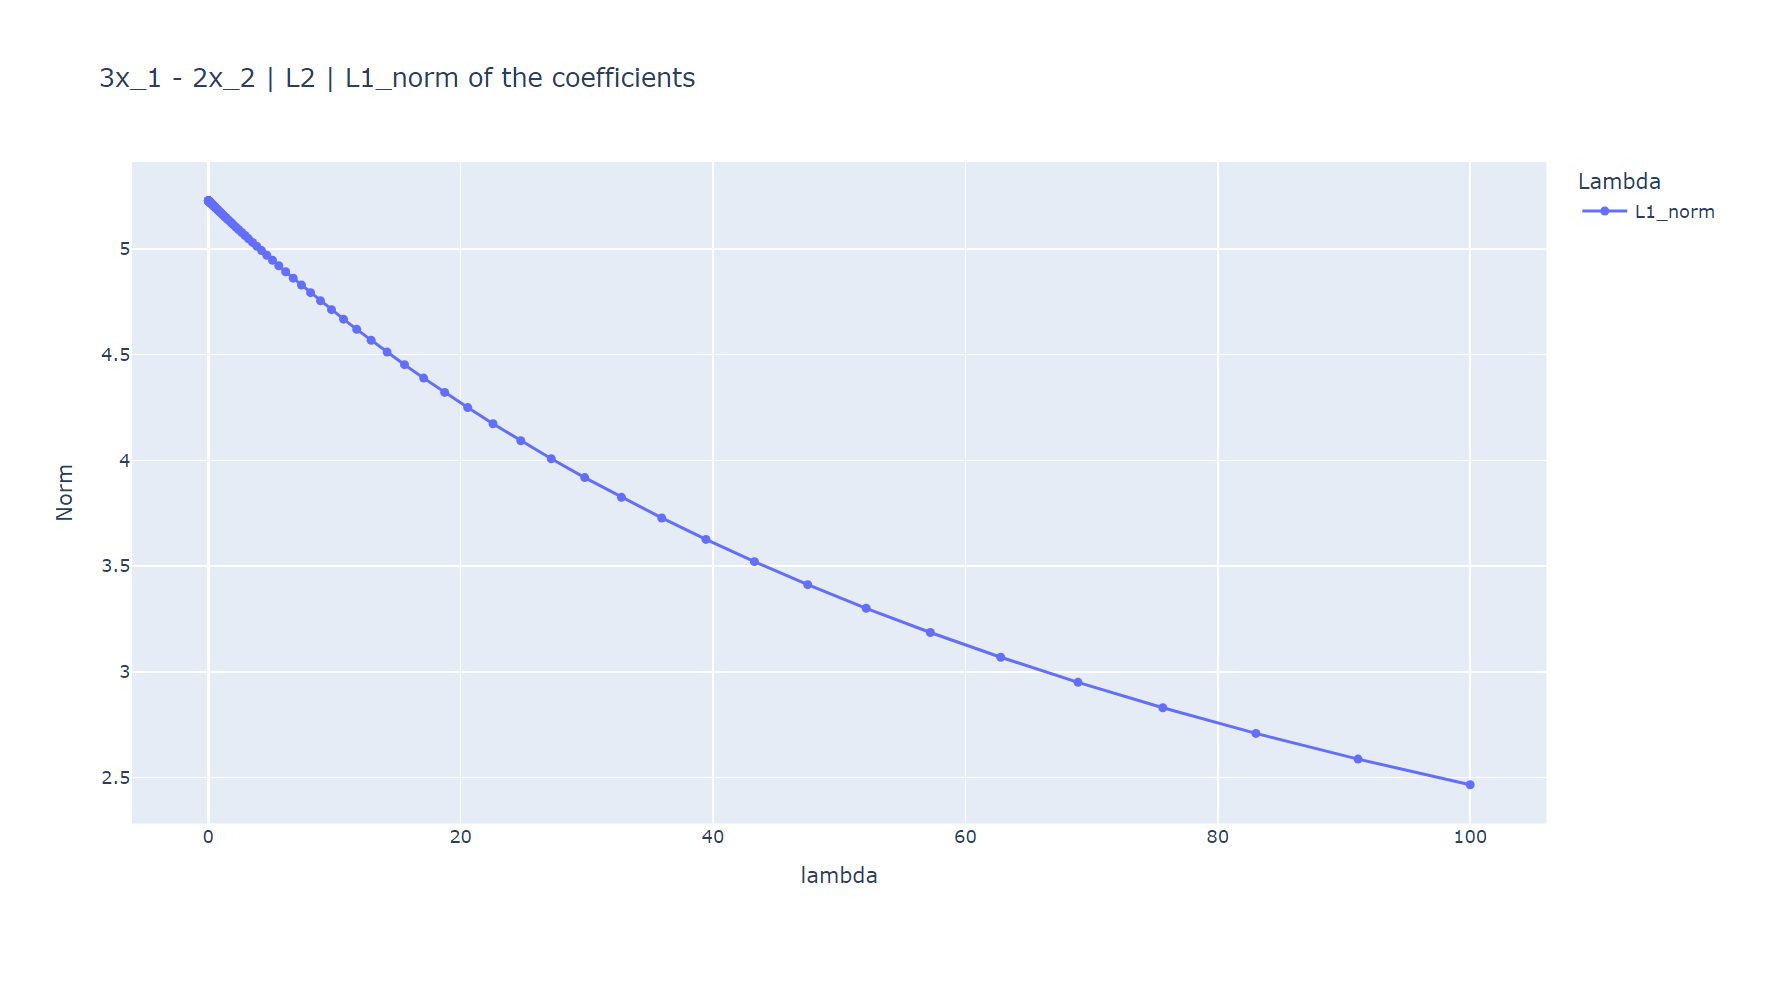 3x_1 - 2x_2 | L2 | L1_norm of the coefficients
Lambda
L1_norm
5
4.5
4
3.5
3
2.5
Norm
0 20 40 60 80 100
lambda